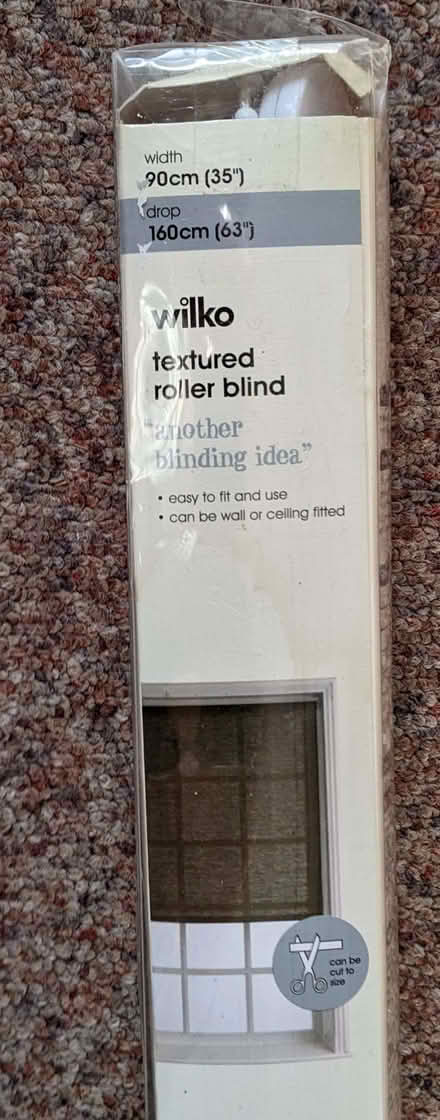 width
90cm (35")
drop
160cm (63")
wilko
textured
roller blind
"another
blinding idea"
• easy to fit and use
• can be wall or ceiling fitted
can be
cut to
size